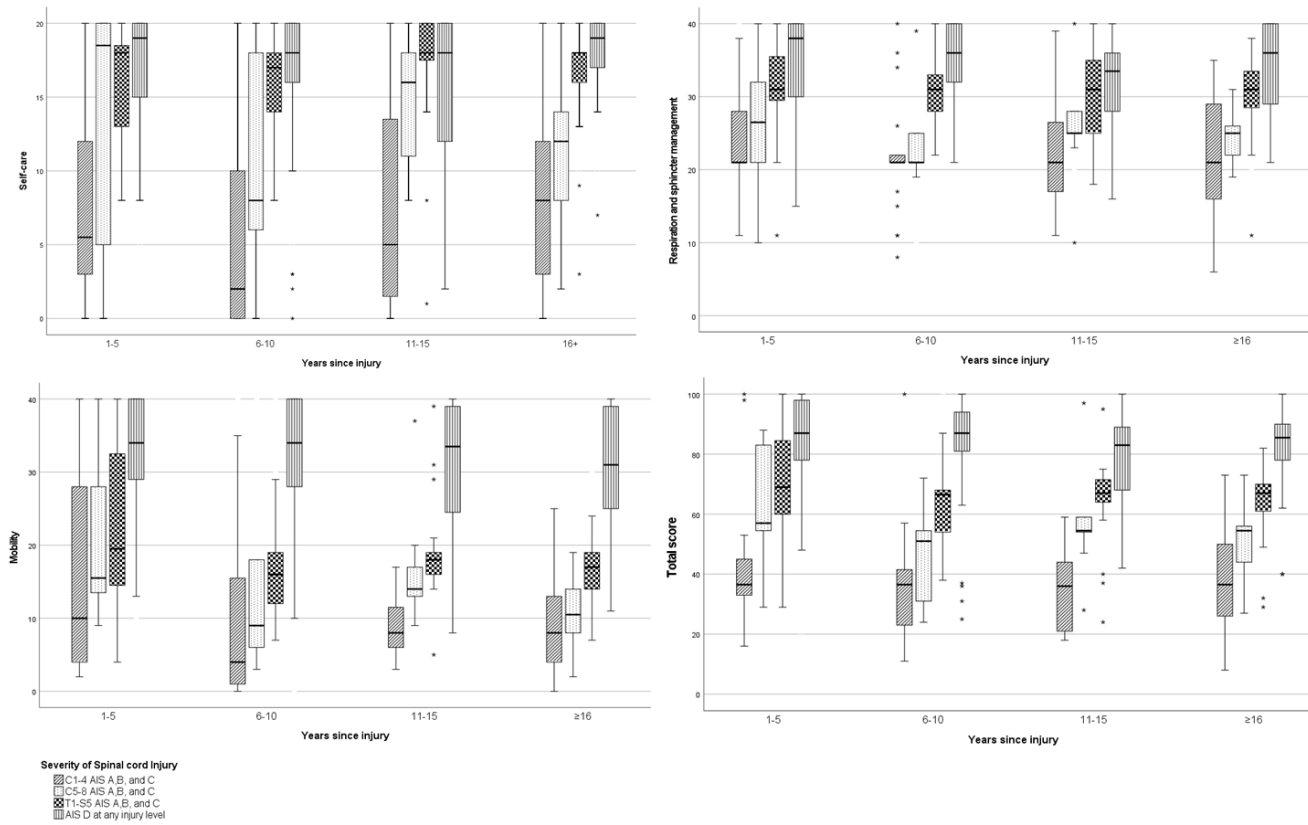 20
15
10
5
0
Self-care
1-5 6-10 11-15 16+
Years since injury
40
30
20
10
0
Respiration and sphincter management
1-5 6-10 11-15 ≥16
Years since injury
40
30
20
10
0
Mobility
1-5 6-10 11-15 ≥16
Years since injury
100
80
60
40
20
0
Total score
1-5 6-10 11-15 ≥16
Years since injury
Severity of Spinal cord Injury
C1-4 AIS A,B, and C
C5-8 AIS A,B, and C
T1-S5 AIS A,B, and C
AIS D at any injury level